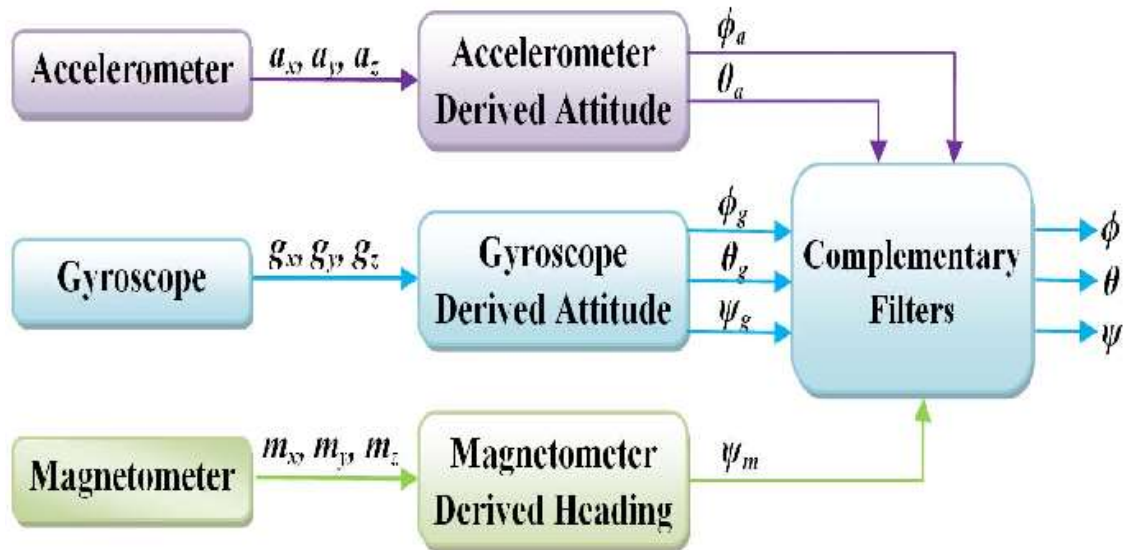 Accelerometer
a_x, a_y, a_z
Accelerometer
Derived Attitude
ϕ_a
θ_a
Gyroscope
g_x, g_y, g_z
Gyroscope
Derived Attitude
ϕ_g
θ_g
ψ_g
Complementary
Filters
ϕ
θ
ψ
Magnetometer
m_x, m_y, m_z
Magnetometer
Derived Heading
ψ_m